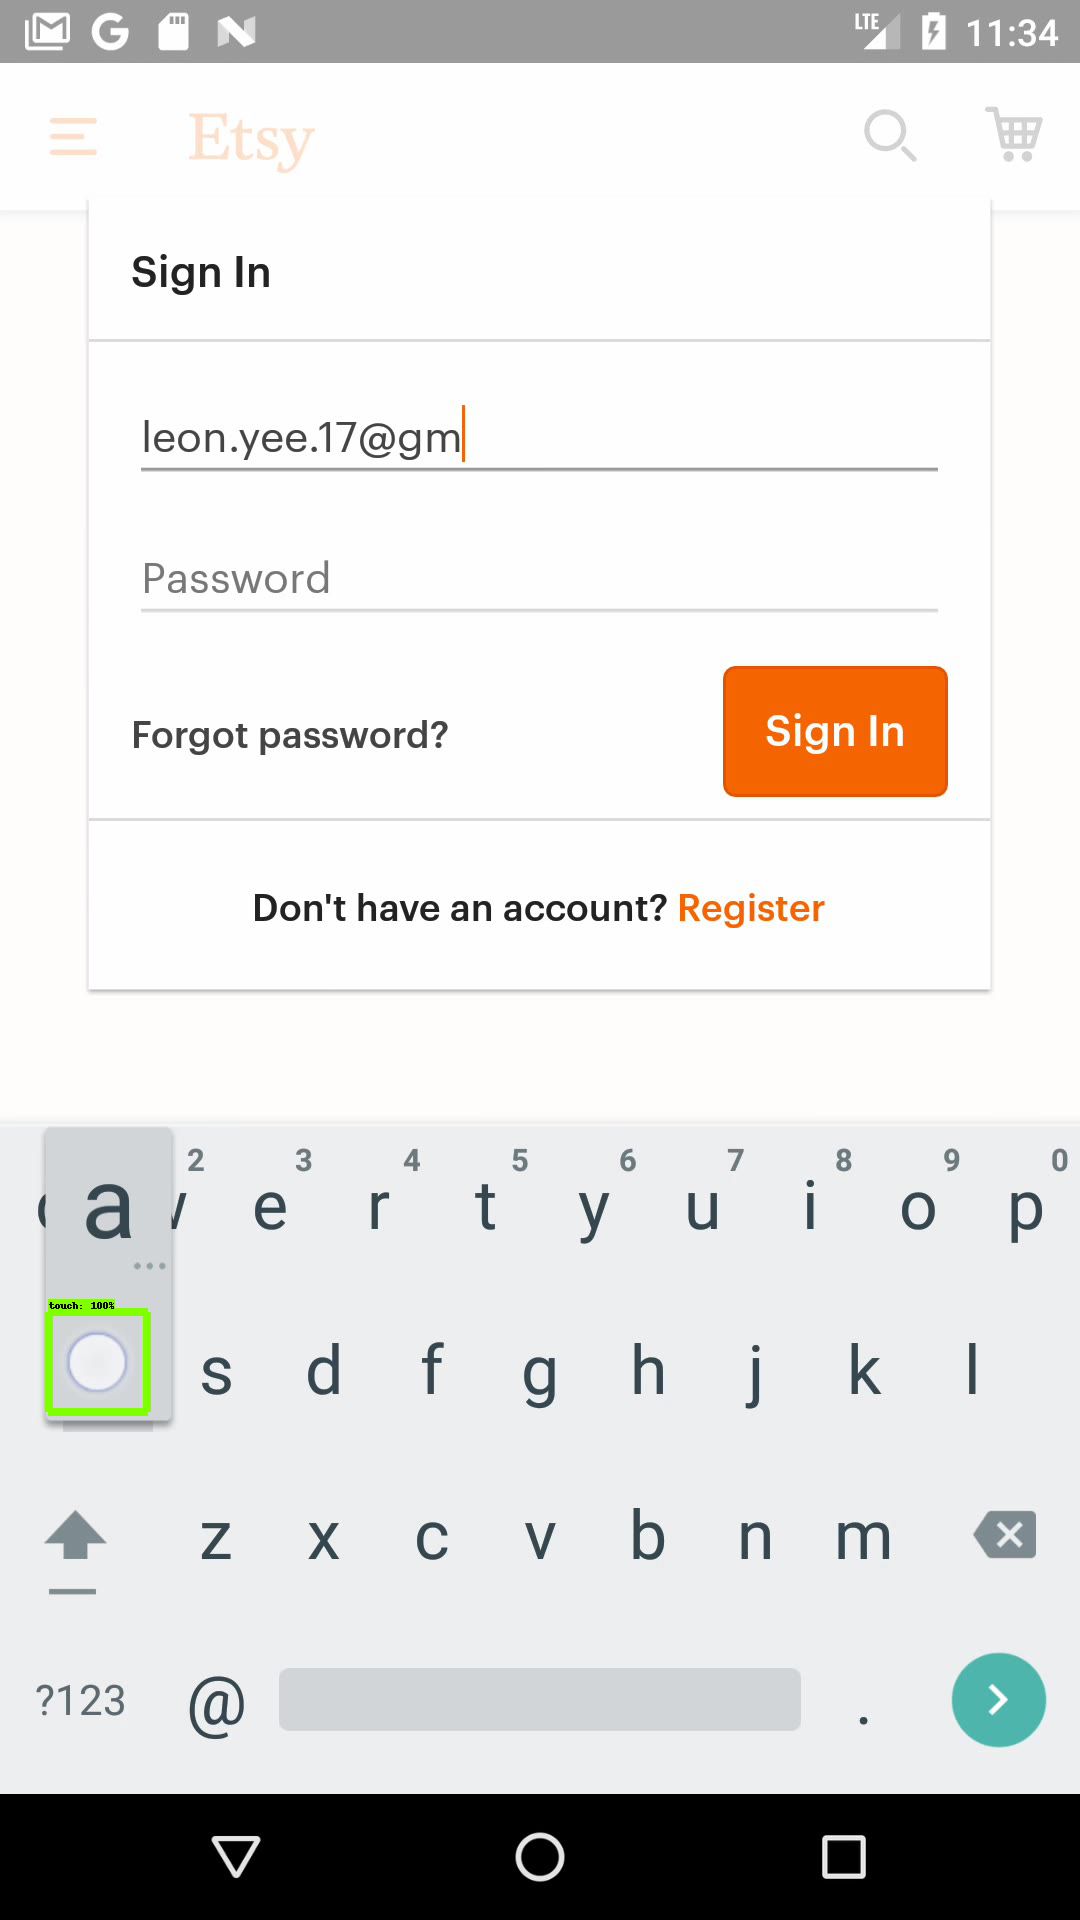 LTE 11:34
Etsy
Sign In
leon.yee.17@gm
Password
Forgot password? Sign In
Don't have an account? Register
2 3 4 5 6 7 8 9 0
a e r t y u i o p
touch: 100%
s d f g h j k l
z x c v b n m
?123 @ .